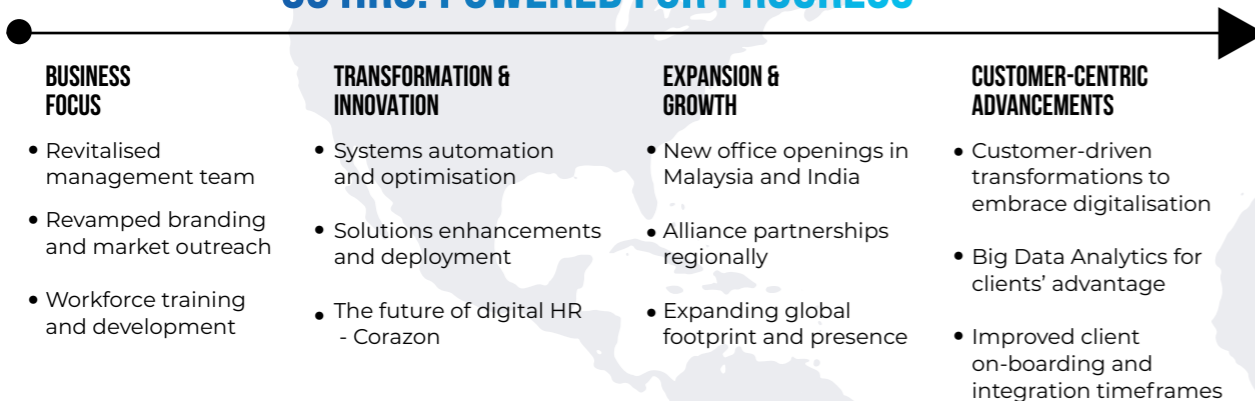 POWERED FOR PROGRESS
BUSINESS
FOCUS
• Revitalised
management team
• Revamped branding
and market outreach
• Workforce training
and development
TRANSFORMATION &
INNOVATION
• Systems automation
and optimisation
• Solutions enhancements
and deployment
• The future of digital HR
- Corazon
EXPANSION &
GROWTH
• New office openings in
Malaysia and India
• Alliance partnerships
regionally
• Expanding global
footprint and presence
CUSTOMER-CENTRIC
ADVANCEMENTS
• Customer-driven
transformations to
embrace digitalisation
• Big Data Analytics for
clients’ advantage
• Improved client
on-boarding and
integration timeframes